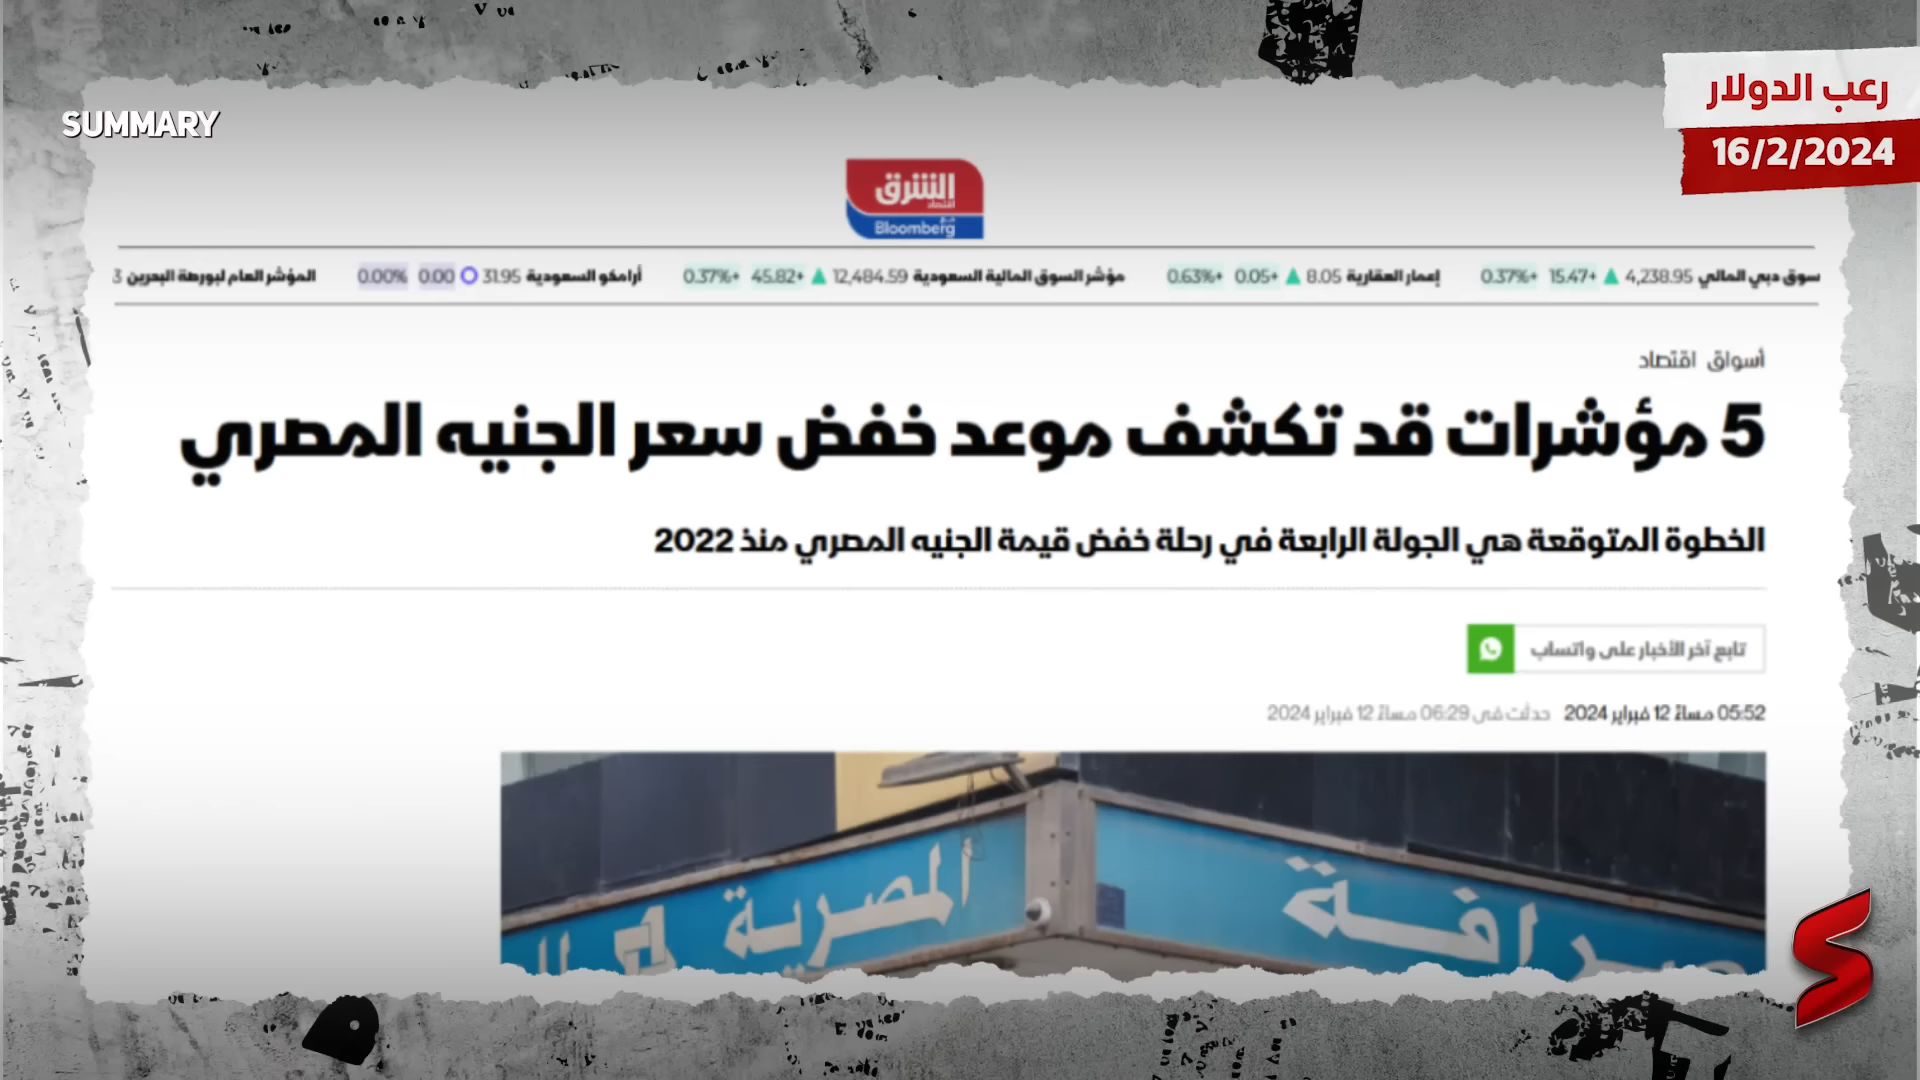 رعب الدولار
16/2/2024
SUMMARY
الشرق
اقتصاد
مع
Bloomberg
سوق دبي المالي 4,238.95 ▲ 15.47+ 0.37%+ إعمار العقارية 8.05 ▲ 0.05+ 0.63%+ مؤشر السوق المالية السعودية 12,484.59 ▲ 45.82+ 0.37%+ أرامكو السعودية 31.95 0.00 0.00% المؤشر العام لبورصة البحرين 3
أسواق اقتصاد
5 مؤشرات قد تكشف موعد خفض سعر الجنيه المصري
الخطوة المتوقعة هي الجولة الرابعة في رحلة خفض قيمة الجنيه المصري منذ 2022
تابع آخر الأخبار على واتساب
05:52 مساءً 12 فبراير 2024 حدثت في 06:29 مساءً 12 فبراير 2024
صرافة
المصرية